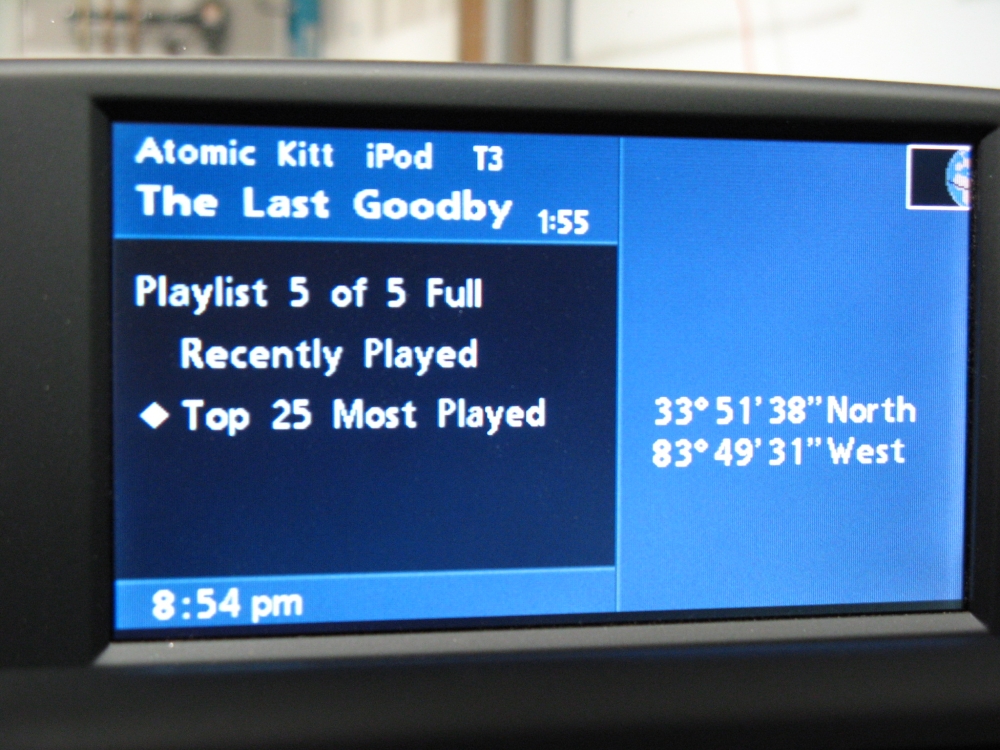 Atomic Kitt iPod T3
The Last Goodby 1:55
Playlist 5 of 5 Full
Recently Played
Top 25 Most Played
8:54 pm
33°51'38"North
83°49'31"West